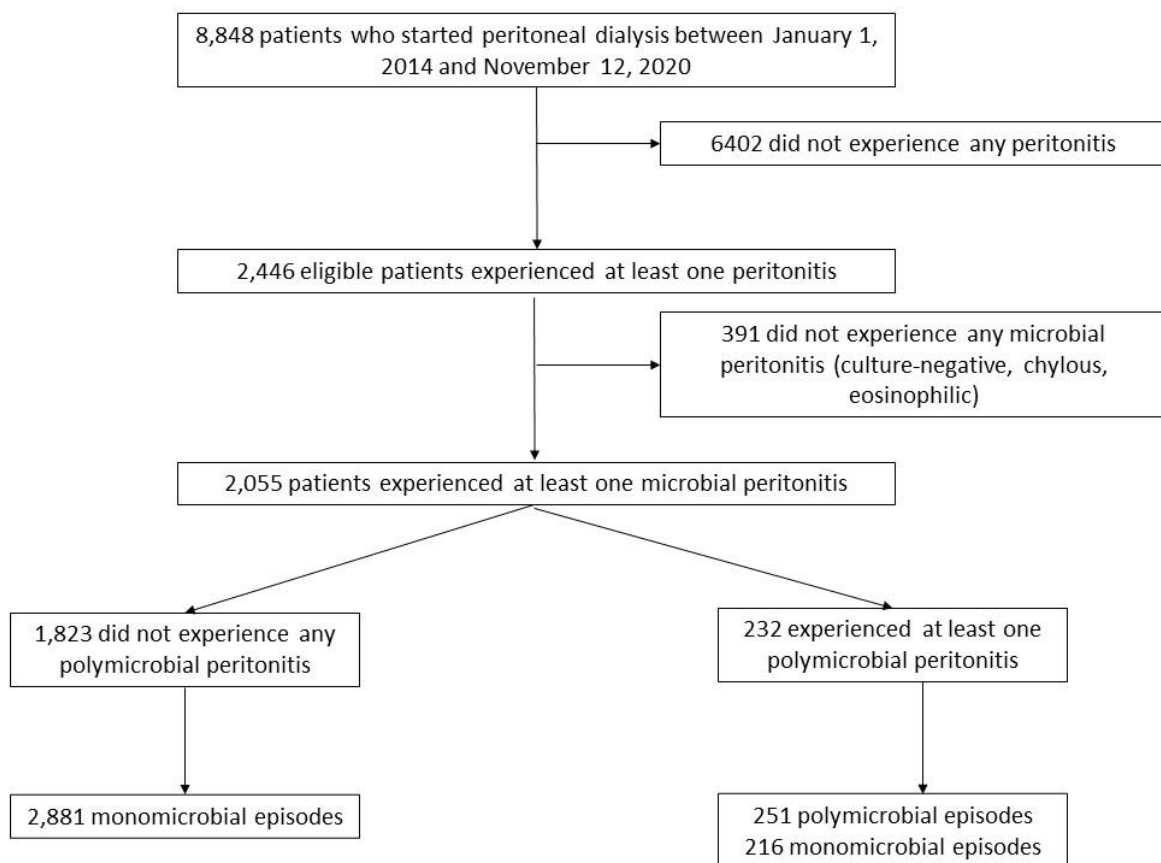 8,848 patients who started peritoneal dialysis between January 1,
2014 and November 12, 2020
6402 did not experience any peritonitis
2,446 eligible patients experienced at least one peritonitis
391 did not experience any microbial
peritonitis (culture-negative, chylous,
eosinophilic)
2,055 patients experienced at least one microbial peritonitis
1,823 did not experience any
polymicrobial peritonitis
232 experienced at least one
polymicrobial peritonitis
2,881 monomicrobial episodes
251 polymicrobial episodes
216 monomicrobial episodes